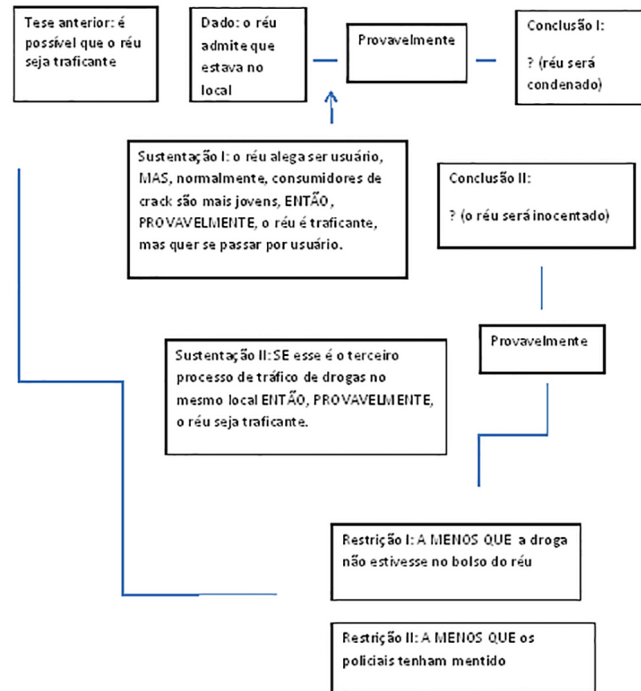 Tese anterior: é
possível que o réu
seja traficante
Dado: o réu
admite que
estava no
local
Provavelmente
Conclusão I:
? (réu será
condenado)
Sustentação I: o réu alega ser usuário,
MAS, normalmente, consumidores de
crack são mais jovens, ENTÃO,
PROVAVELMENTE, o réu é traficante,
mas quer se passar por usuário.
Conclusão II:
? (o réu será inocentado)
Provavelmente
Sustentação II: SE esse é o terceiro
processo de tráfico de drogas no
mesmo local ENTÃO, PROVAVELMENTE,
o réu seja traficante.
Restrição I: A MENOS QUE a droga
não estivesse no bolso do réu
Restrição II: A MENOS QUE os
policiais tenham mentido